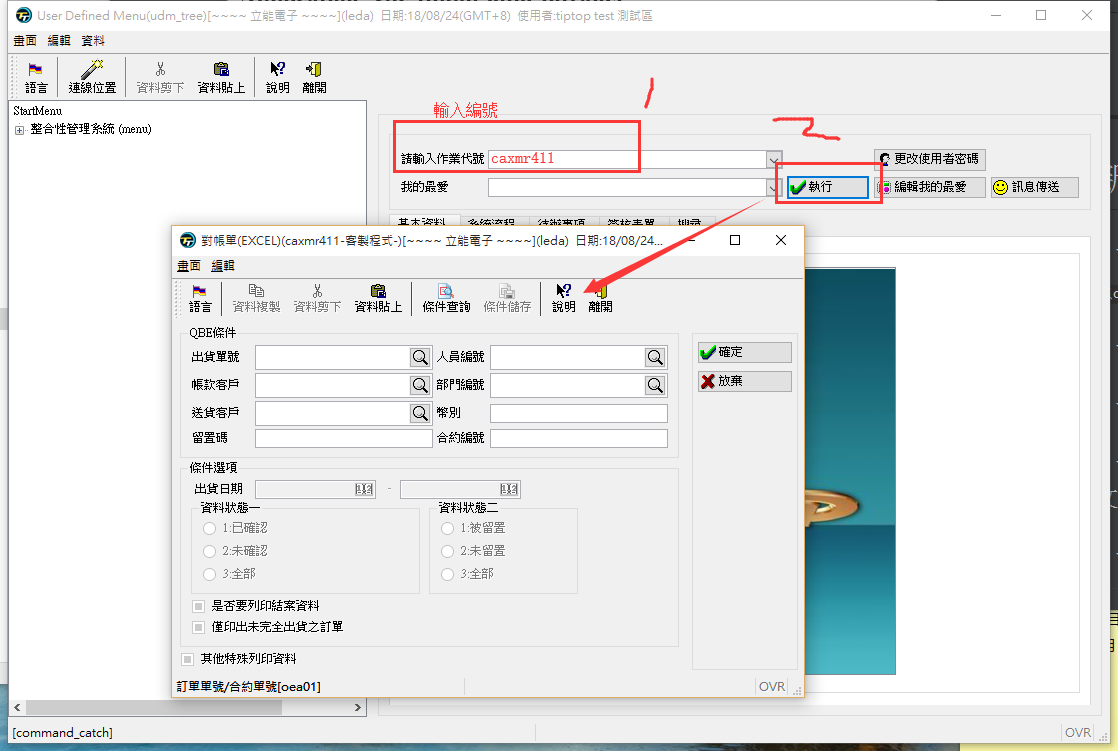 User Defined Menu(udm_tree)[~~~~ 立能電子 ~~~~](leda) 日期:18/08/24(GMT+8) 使用者:tiptop test 測試區
畫面 編輯 資料
語言 連線位置 資料剪下 資料貼上 說明 離開
StartMenu
整合性管理系統 (menu)
輸入編號
請輸入作業代號 caxmr411
更改使用者密碼
我的最愛
執行 編輯我的最愛 訊息傳送
基本資料 系統流程 待辦事項 簽核表單 搜尋
對帳單(EXCEL)(caxmr411-客製程式-)[~~~~ 立能電子 ~~~~](leda) 日期:18/08/24...
畫面 編輯
語言 資料複製 資料剪下 資料貼上 條件查詢 條件儲存 說明 離開
QBE條件
出貨單號 人員編號
帳款客戶 部門編號
送貨客戶 幣別
留置碼 合約編號
確定
放棄
條件選項
出貨日期 -
資料狀態一 資料狀態二
1:已確認 1:被留置
2:未確認 2:未留置
3:全部 3:全部
是否要列印結案資料
僅印出未完全出貨之訂單
其他特殊列印資料
訂單單號/合約單號[oea01] OVR
[command_catch] OVR